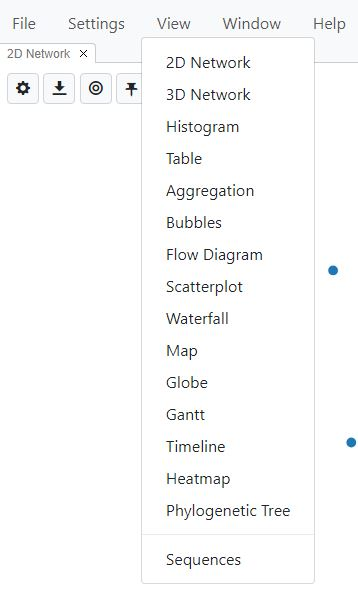 File Settings View Window Help
2D Network ×
2D Network
3D Network
Histogram
Table
Aggregation
Bubbles
Flow Diagram
Scatterplot
Waterfall
Map
Globe
Gantt
Timeline
Heatmap
Phylogenetic Tree
Sequences